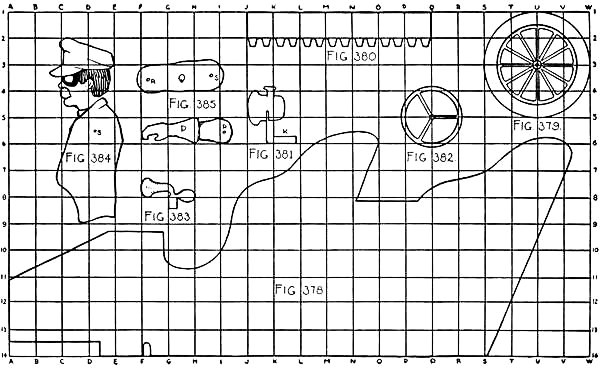 A B C D E F G H I J K L M N O P Q R S T U V W
1 1
2 2
3 3
4 4
5 5
6 6
7 7
8 8
9 9
10 10
11 11
12 12
13 13
14 14
A B C D E F G H I J K L M N O P Q R S T U V W
FIG 380
R S
FIG 385
FIG 379.
D D
K
S
FIG 384
FIG 381
FIG 382
FIG 383
FIG 378